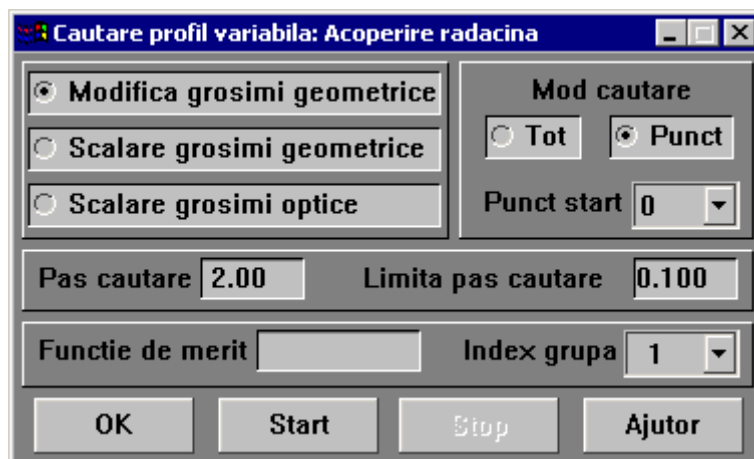 Cautare profil variabila: Acoperire radacina
Modifica grosimi geometrice
Scalare grosimi geometrice
Scalare grosimi optice
Mod cautare
Tot Punct
Punct start 0
Pas cautare 2.00 Limita pas cautare 0.100
Functie de merit Index grupa 1
OK Start Stop Ajutor